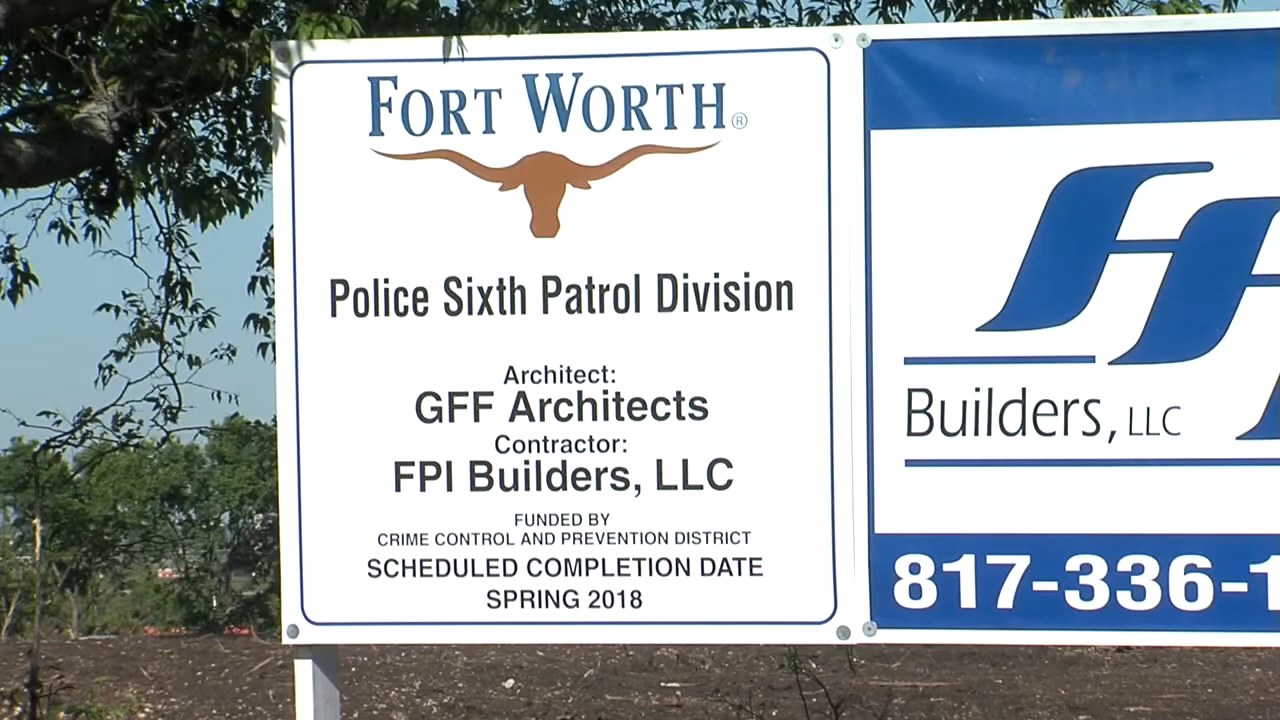 FORT WORTH®
Police Sixth Patrol Division
Architect:
GFF Architects
Contractor:
FPI Builders, LLC
FUNDED BY
CRIME CONTROL AND PREVENTION DISTRICT
SCHEDULED COMPLETION DATE
SPRING 2018
Builders, LLC
817-336-1